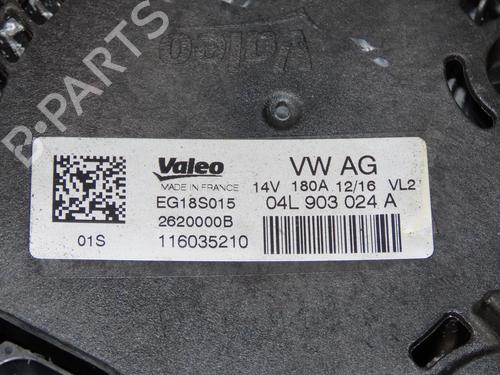 B-PARTS
Valeo
Valeo VW AG
MADE IN FRANCE 14V 180A 12/16 VL2
EG18S015 04L 903 024 A
2620000B
01S 116035210